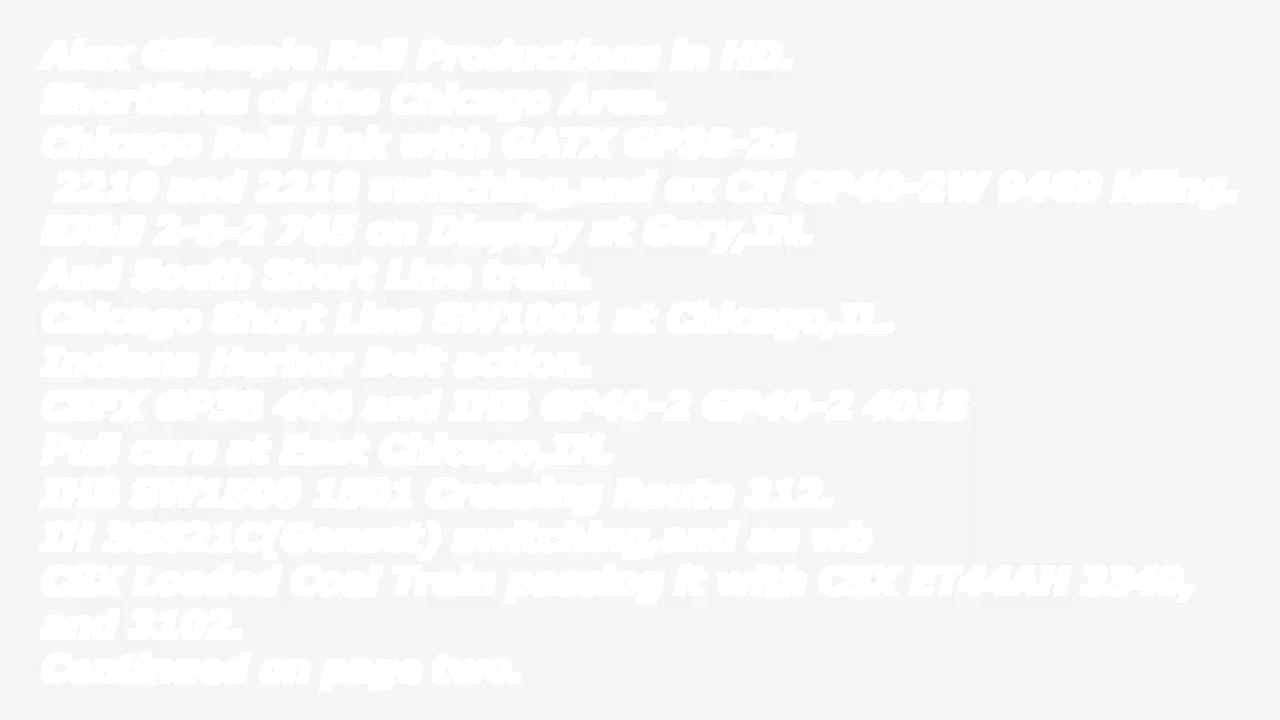 Alex Gillespie Rail Productions in HD.
Shortlines of the Chicago Area.
Chicago Rail Link with GATX GP38-2s
2210 and 2218 switching,and ex CN GP40-2W 9469 idling.
EJ&E 2-8-2 765 on Display at Gary,IN.
And South Short Line train.
Chicago Short Line SW1001 at Chicago,IL.
Indiana Harbor Belt action.
CEFX GP38 406 and IHB GP40-2 GP40-2 4018
Pull cars at East Chicago,IN.
IHB SW1500 1501 Crossing Route 312.
IH 3GS21C(Genset) switching,and an wb
CSX Loaded Coal Train passing it with CSX ET44AH 3349,
and 3102.
Continued on page two.